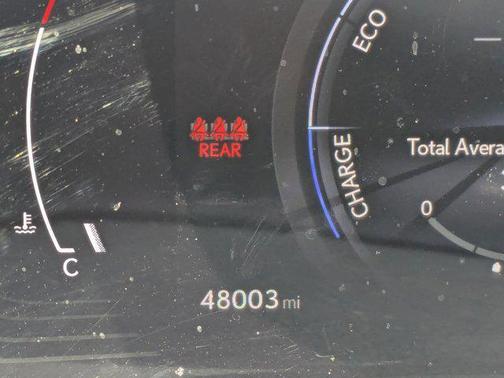 ECO
REAR
CHARGE
Total Avera
0
C
48003 mi